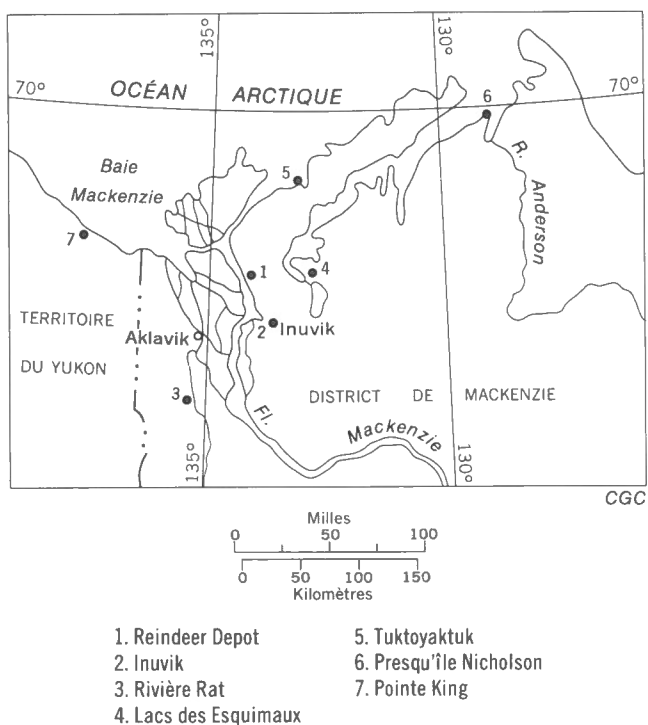 135°
130°
70°
OCÉAN ARCTIQUE
70°
6
R. Anderson
Baie
Mackenzie
5
7
1
4
TERRITOIRE
DU YUKON
Aklavik
2 Inuvik
3
DISTRICT DE MACKENZIE
Fl. Mackenzie
135°
130°
CGC
Milles
0 50 100
0 50 100 150
Kilomètres
1. Reindeer Depot
2. Inuvik
3. Rivière Rat
4. Lacs des Esquimaux
5. Tuktoyaktuk
6. Presqu'île Nicholson
7. Pointe King